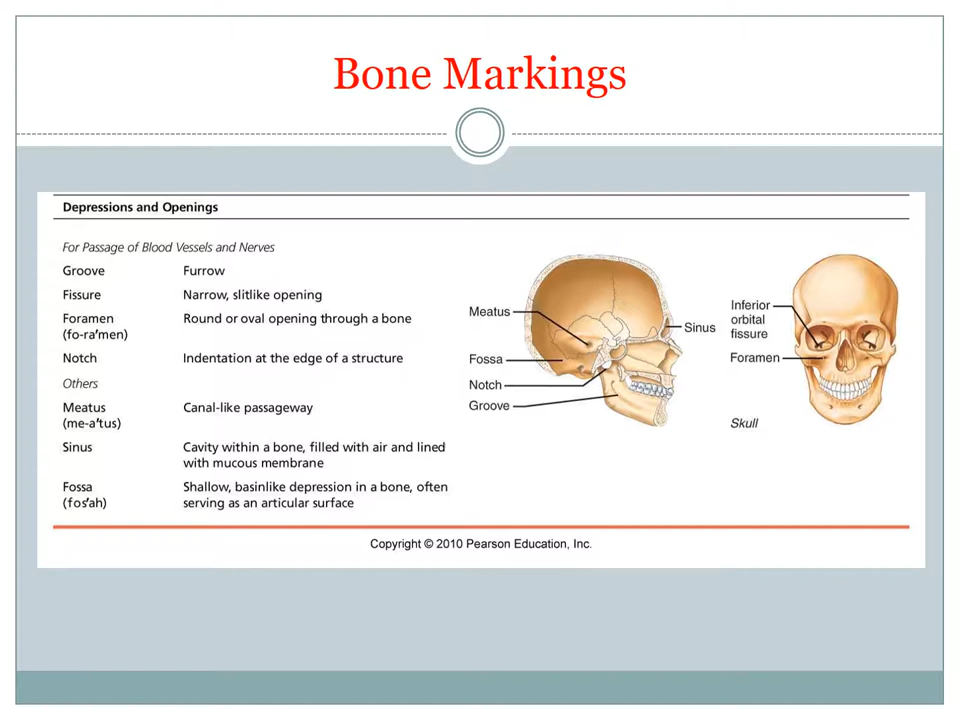 Bone Markings
Depressions and Openings
For Passage of Blood Vessels and Nerves
Groove Furrow
Fissure Narrow, slitlike opening
Foramen Round or oval opening through a bone
(fo-ra′men)
Notch Indentation at the edge of a structure
Others
Meatus Canal-like passageway
(me-a′tus)
Sinus Cavity within a bone, filled with air and lined
with mucous membrane
Fossa Shallow, basinlike depression in a bone, often
(fos′ah) serving as an articular surface
Meatus
Sinus
Fossa
Notch
Groove
Inferior
orbital
fissure
Foramen
Skull
Copyright © 2010 Pearson Education, Inc.